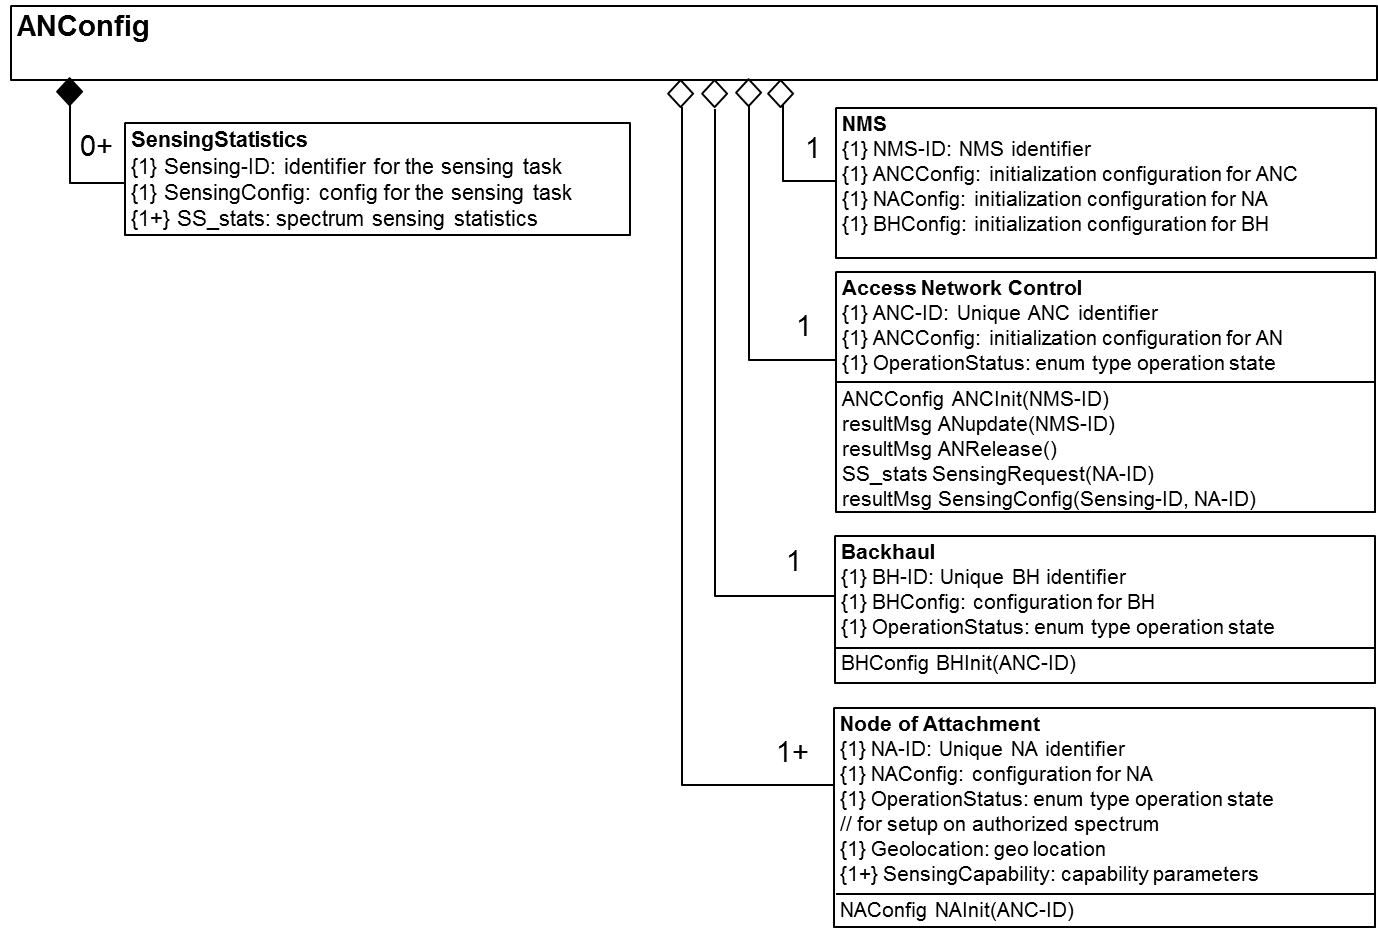 ANConfig
0+
SensingStatistics
{1} Sensing-ID: identifier for the sensing task
{1} SensingConfig: config for the sensing task
{1+} SS_stats: spectrum sensing statistics
1
NMS
{1} NMS-ID: NMS identifier
{1} ANCConfig: initialization configuration for ANC
{1} NAConfig: initialization configuration for NA
{1} BHConfig: initialization configuration for BH
1
Access Network Control
{1} ANC-ID: Unique ANC identifier
{1} ANCConfig: initialization configuration for AN
{1} OperationStatus: enum type operation state
ANCConfig ANCInit(NMS-ID)
resultMsg ANupdate(NMS-ID)
resultMsg ANRelease()
SS_stats SensingRequest(NA-ID)
resultMsg SensingConfig(Sensing-ID, NA-ID)
1
Backhaul
{1} BH-ID: Unique BH identifier
{1} BHConfig: configuration for BH
{1} OperationStatus: enum type operation state
BHConfig BHInit(ANC-ID)
1+
Node of Attachment
{1} NA-ID: Unique NA identifier
{1} NAConfig: configuration for NA
{1} OperationStatus: enum type operation state
// for setup on authorized spectrum
{1} Geolocation: geo location
{1+} SensingCapability: capability parameters
NAConfig NAInit(ANC-ID)